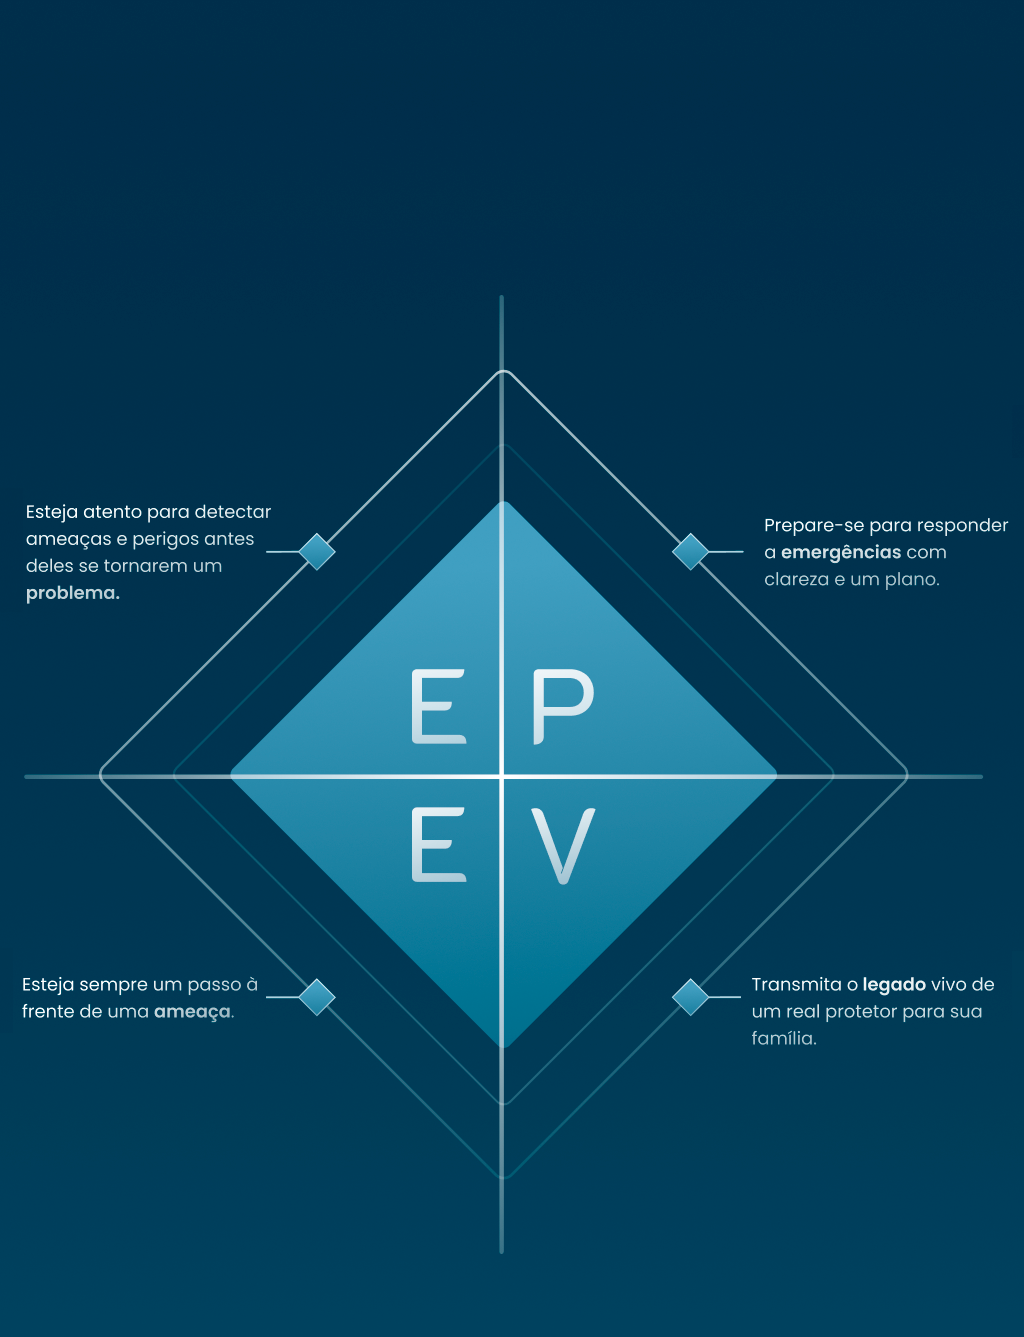 Esteja atento para detectar
ameaças e perigos antes
deles se tornarem um
problema.
Prepare-se para responder
a emergências com
clareza e um plano.
E P
E V
Esteja sempre um passo à
frente de uma ameaça.
Transmita o legado vivo de
um real protetor para sua
família.